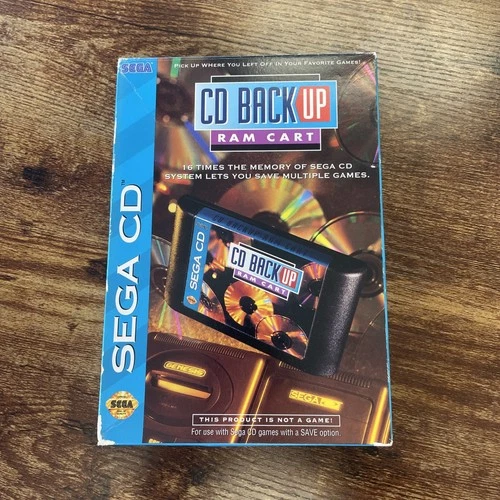 SEGA
PICK UP WHERE YOU LEFT OFF IN YOUR FAVORITE GAMES!
CD BACK UP
RAM CART
16 TIMES THE MEMORY OF SEGA CD
SYSTEM LETS YOU SAVE MULTIPLE GAMES.
SEGA CD™
SEGA CD
CD BACK UP
RAM CART
GENESIS
SEGA
SEGA
THIS PRODUCT IS NOT A GAME!
For use with Sega CD games with a SAVE option.